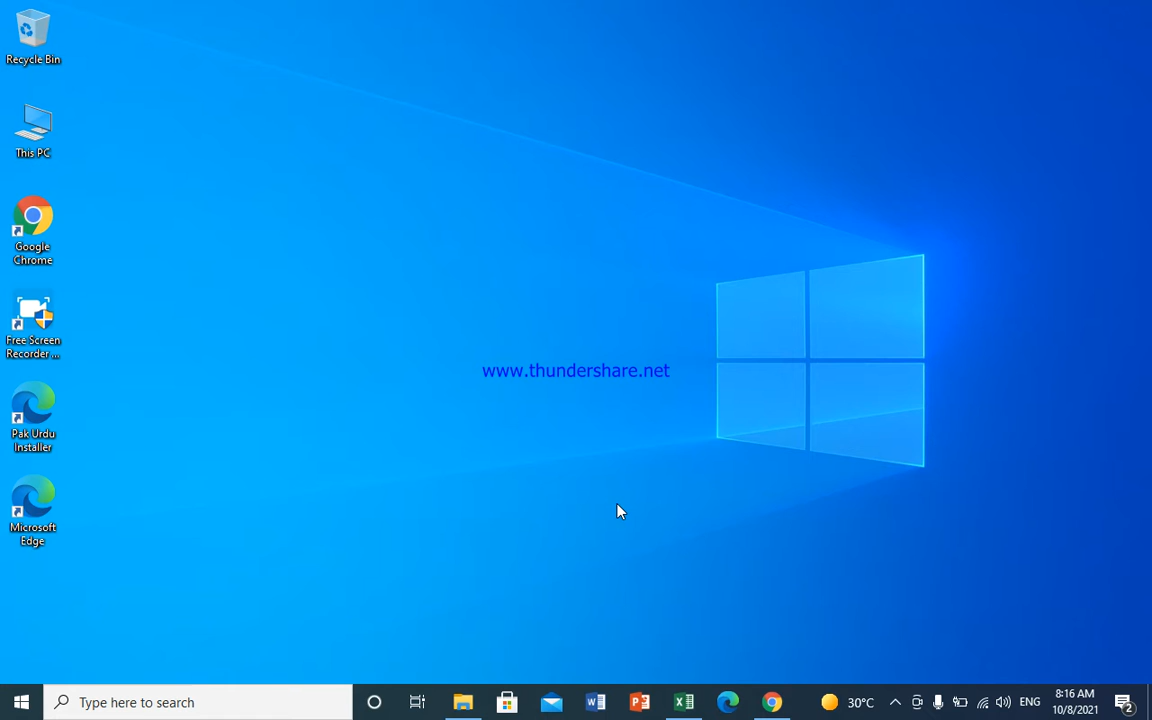 Recycle Bin
This PC
Google
Chrome
Free Screen
Recorder ...
Pak Urdu
Installer
Microsoft
Edge
www.thundershare.net
Type here to search
30°C
ENG
8:16 AM
10/8/2021
2